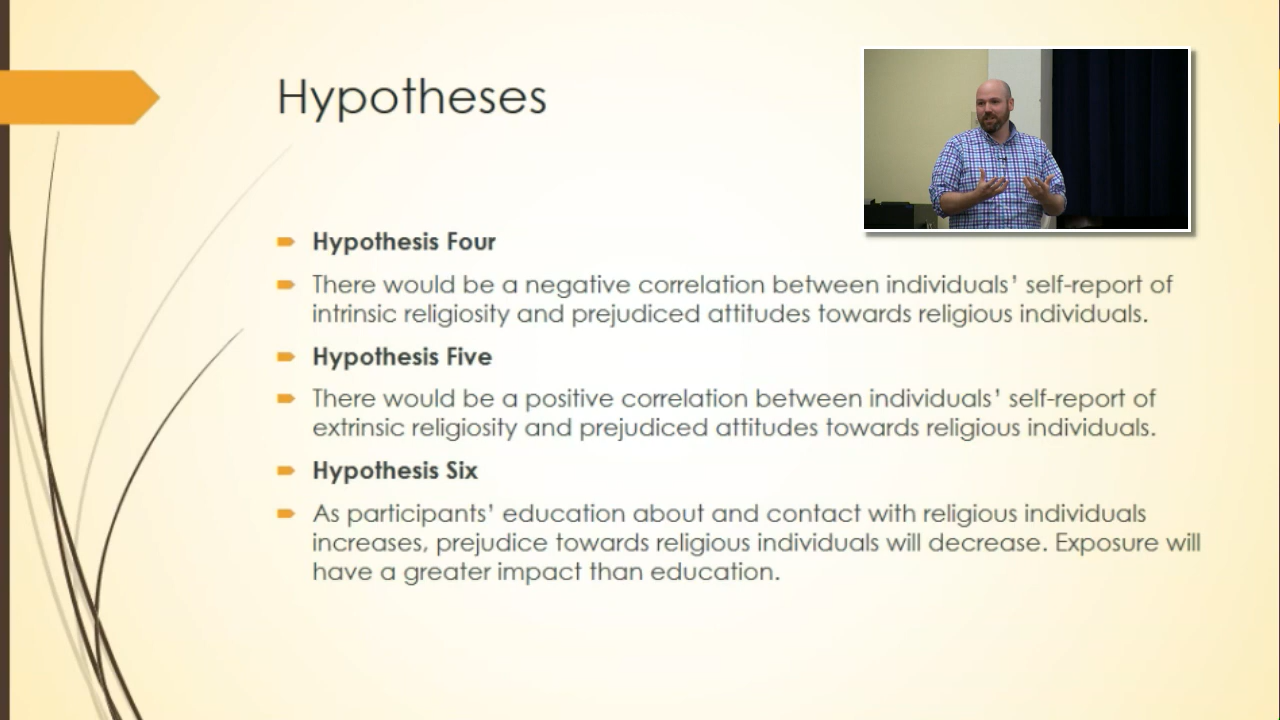 Hypotheses
Hypothesis Four
There would be a negative correlation between individuals’ self-report of
intrinsic religiosity and prejudiced attitudes towards religious individuals.
Hypothesis Five
There would be a positive correlation between individuals’ self-report of
extrinsic religiosity and prejudiced attitudes towards religious individuals.
Hypothesis Six
As participants’ education about and contact with religious individuals
increases, prejudice towards religious individuals will decrease. Exposure will
have a greater impact than education.